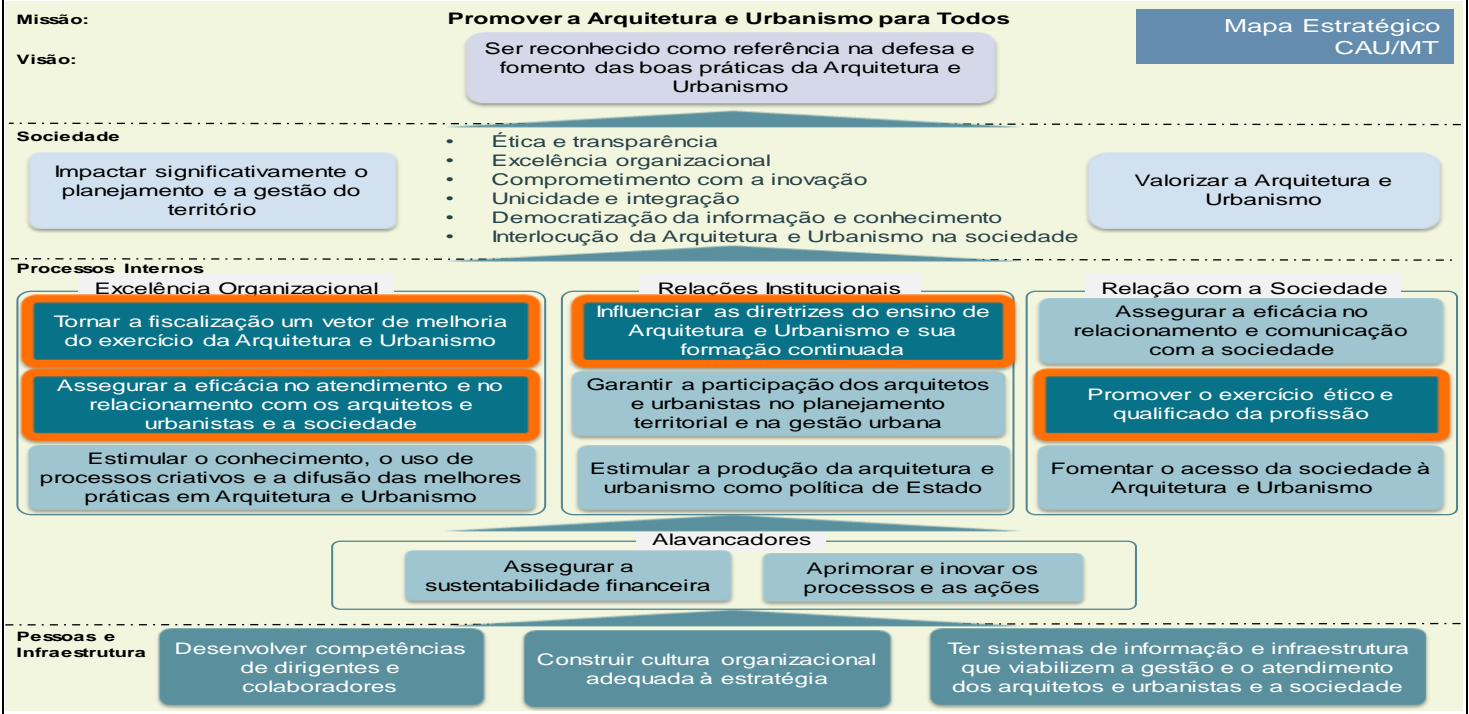 Missão:
Promover a Arquitetura e Urbanismo para Todos
Mapa Estratégico
CAU/MT
Visão:
Ser reconhecido como referência na defesa e
fomento das boas práticas da Arquitetura e
Urbanismo
Sociedade
Impactar significativamente o
planejamento e a gestão do
território
• Ética e transparência
• Excelência organizacional
• Comprometimento com a inovação
• Unicidade e integração
• Democratização da informação e conhecimento
• Interlocução da Arquitetura e Urbanismo na sociedade
Valorizar a Arquitetura e
Urbanismo
Processos Internos
Excelência Organizacional
Tornar a fiscalização um vetor de melhoria
do exercício da Arquitetura e Urbanismo
Assegurar a eficácia no atendimento e no
relacionamento com os arquitetos e
urbanistas e a sociedade
Estimular o conhecimento, o uso de
processos criativos e a difusão das melhores
práticas em Arquitetura e Urbanismo
Relações Institucionais
Influenciar as diretrizes do ensino de
Arquitetura e Urbanismo e sua
formação continuada
Garantir a participação dos arquitetos
e urbanistas no planejamento
territorial e na gestão urbana
Estimular a produção da arquitetura e
urbanismo como política de Estado
Relação com a Sociedade
Assegurar a eficácia no
relacionamento e comunicação
com a sociedade
Promover o exercício ético e
qualificado da profissão
Fomentar o acesso da sociedade à
Arquitetura e Urbanismo
Alavancadores
Assegurar a
sustentabilidade financeira
Aprimorar e inovar os
processos e as ações
Pessoas e
Infraestrutura
Desenvolver competências
de dirigentes e
colaboradores
Construir cultura organizacional
adequada à estratégia
Ter sistemas de informação e infraestrutura
que viabilizem a gestão e o atendimento
dos arquitetos e urbanistas e a sociedade